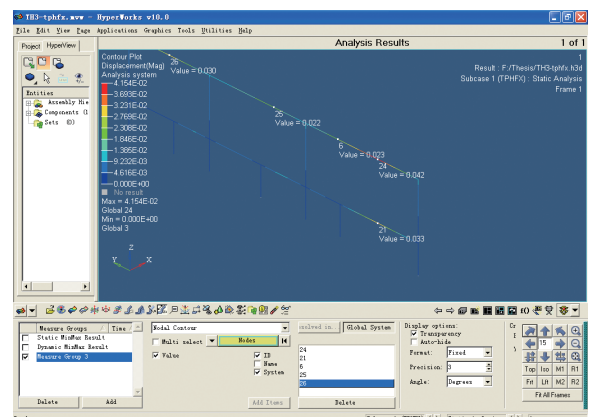 TH3-tphfx.mvw - HyperWorks v10.0
File Edit View Page Applications Graphics Tools Utilities Help
Project HyperView
Analysis Results
1 of 1
Contour Plot
Displacement(Mag)
Analysis system
4.154E-02
3.693E-02
3.231E-02
2.769E-02
2.308E-02
1.846E-02
1.385E-02
9.232E-03
4.616E-03
0.000E+00
No result
Max = 4.154E-02
Global 24
Min = 0.000E+00
Global 3
1
Result : F:/Thesis/TH3-tphfx.h3d
Subcase 1 (TPHFX) : Static Analysis
Frame 1
26
Value = 0.030
25
Value = 0.022
6
Value = 0.023
24
Value = 0.042
21
Value = 0.033
Z
Y
X
Entities
Assembly Hie
Components (1
Sets (0)
Measure Groups / Time
Static MinMax Result
Dynamic MinMax Result
Measure Group 3
Delete Add
Nodal Contour
Multi select Nodes
Value
ID
Name
System
Add Items
Global System
24
21
6
25
26
Delete
Display options:
Transparency
Auto-hide
Format: Fixed
Precision: 3
Angle: Degrees
15
Top Iso M1 R1
Frt Lft M2 R2
Fit All Frames